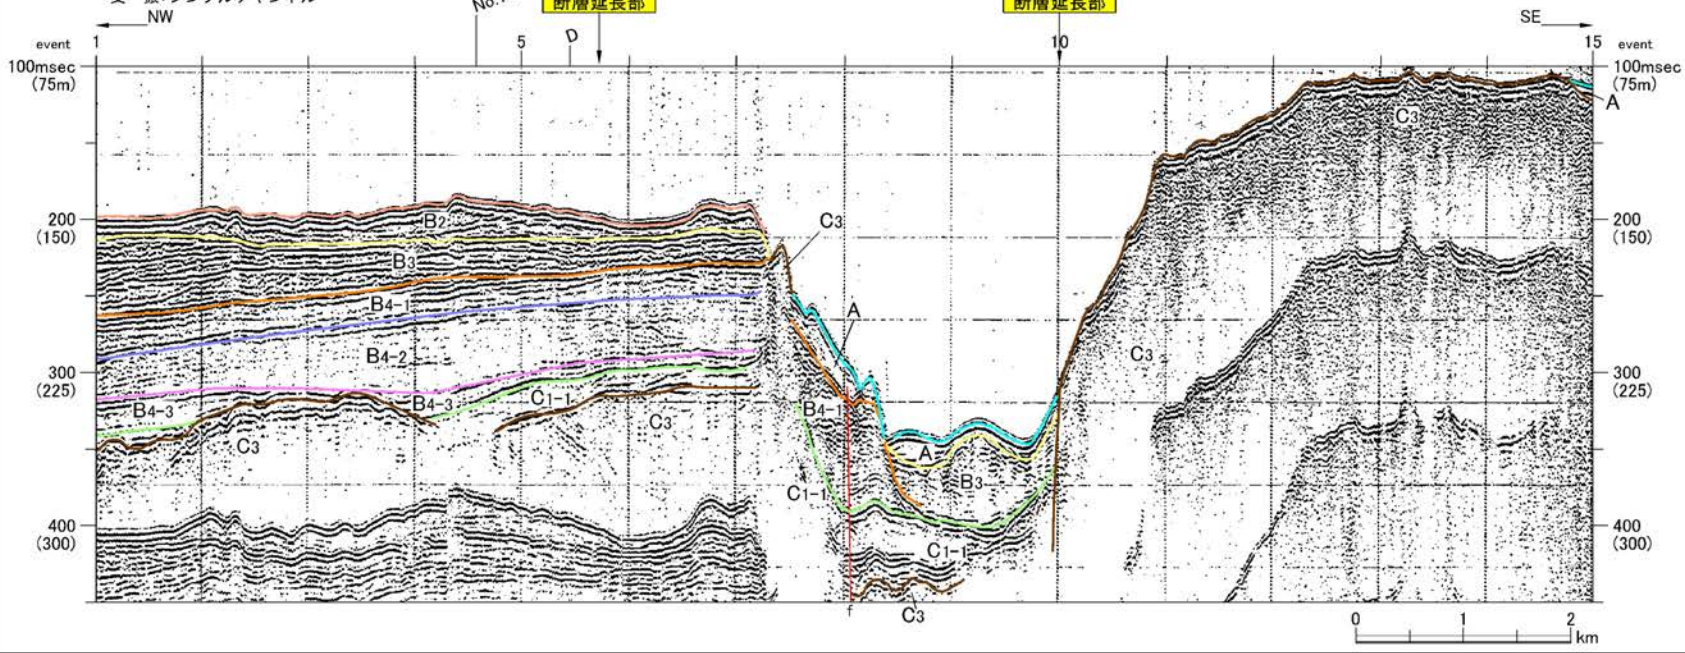 断層延長部
断層延長部
NW
SE
No.
D
event
1
5
10
15
event
100msec
(75m)
100msec
(75m)
A
C3
200
(150)
200
(150)
B2
B3
C3
B4-1
A
B4-2
C3
300
(225)
300
(225)
B4-3
B4-3
C1-1
B4-1
C3
C3
A
B3
C1-1
400
(300)
400
(300)
C1-1
f
C3
0
1
2
km